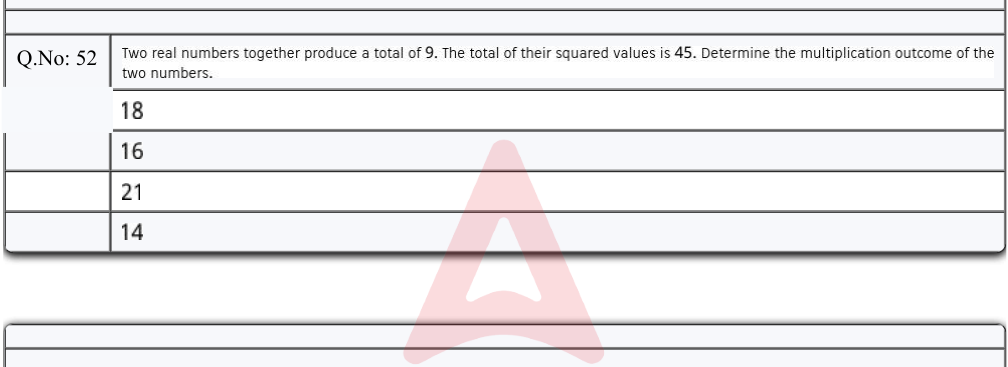 Q.No: 52
Two real numbers together produce a total of 9. The total of their squared values is 45. Determine the multiplication outcome of the
two numbers.
18
16
21
14